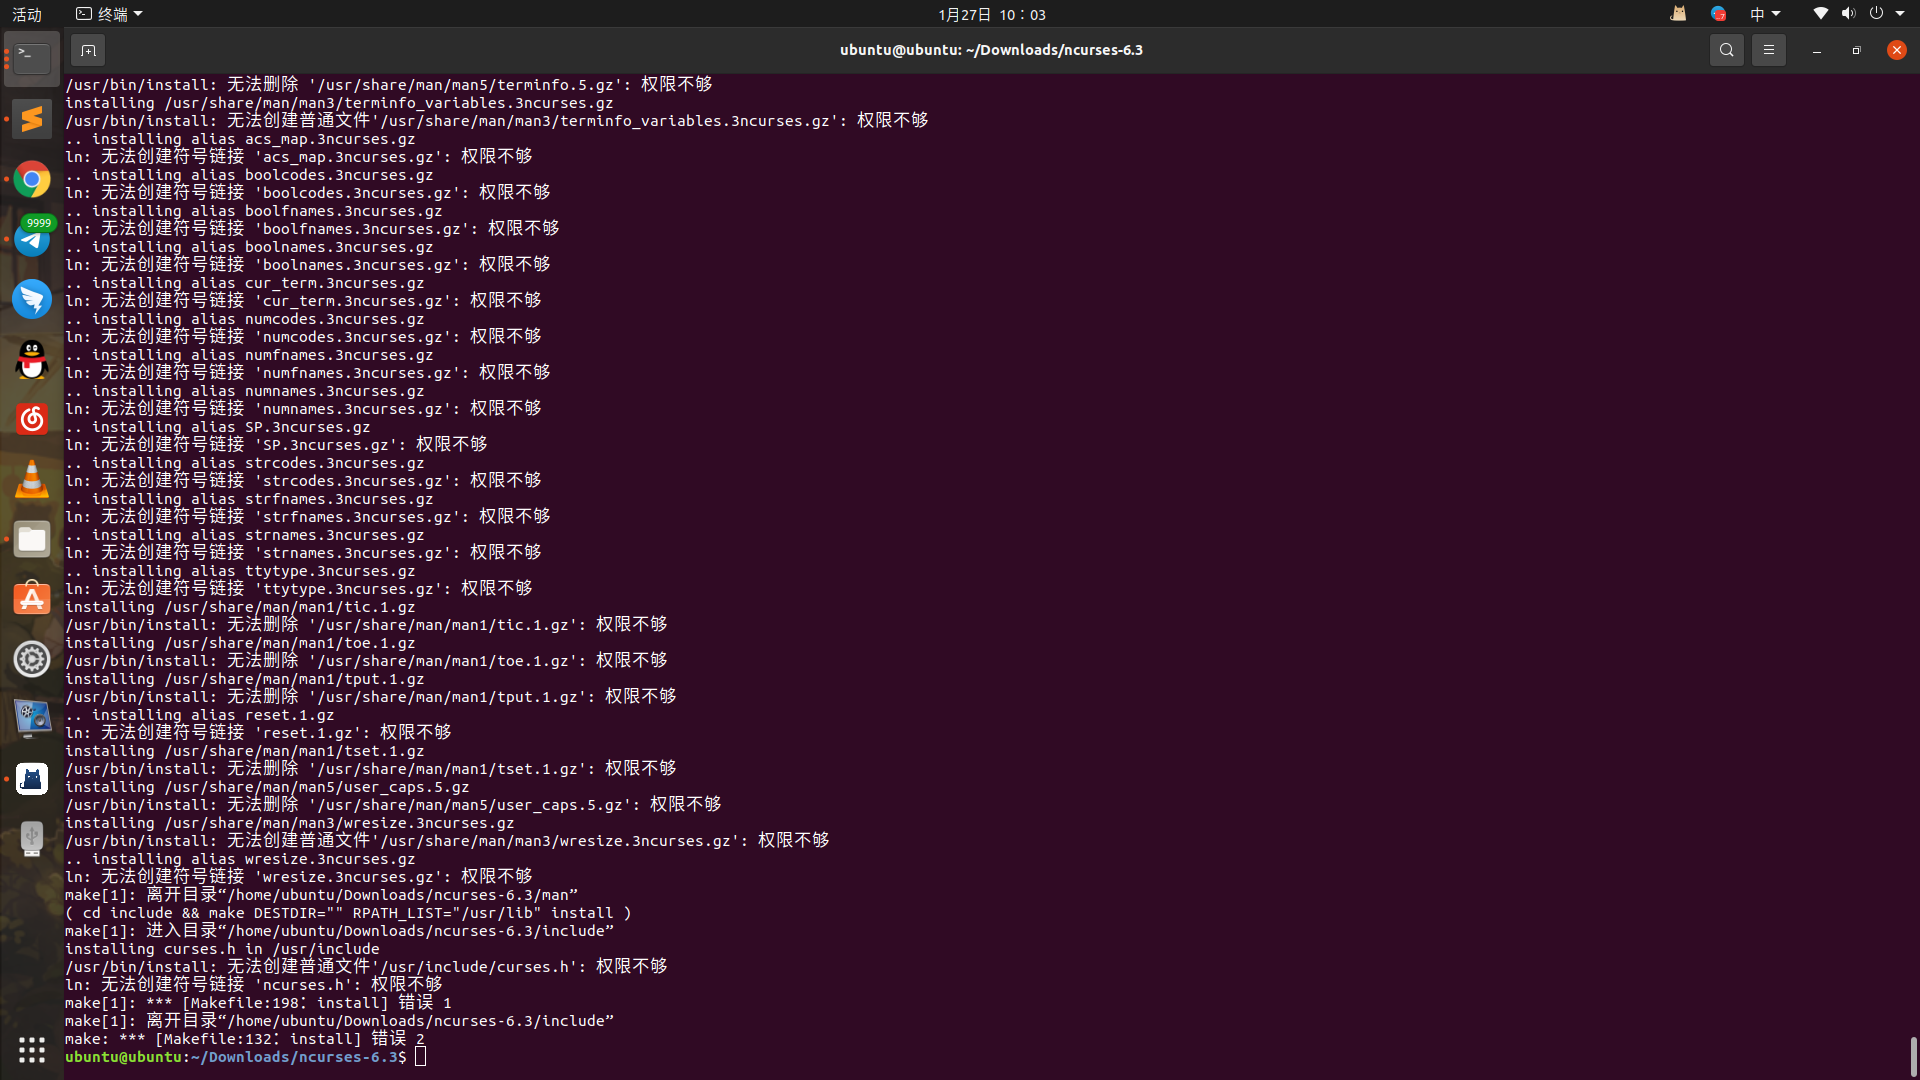 活动
终端
1月27日 10：03
中
ubuntu@ubuntu: ~/Downloads/ncurses-6.3
9999
/usr/bin/install: 无法删除 '/usr/share/man/man5/terminfo.5.gz': 权限不够
installing /usr/share/man/man3/terminfo_variables.3ncurses.gz
/usr/bin/install: 无法创建普通文件'/usr/share/man/man3/terminfo_variables.3ncurses.gz': 权限不够
.. installing alias acs_map.3ncurses.gz
ln: 无法创建符号链接 'acs_map.3ncurses.gz': 权限不够
.. installing alias boolcodes.3ncurses.gz
ln: 无法创建符号链接 'boolcodes.3ncurses.gz': 权限不够
.. installing alias boolfnames.3ncurses.gz
ln: 无法创建符号链接 'boolfnames.3ncurses.gz': 权限不够
.. installing alias boolnames.3ncurses.gz
ln: 无法创建符号链接 'boolnames.3ncurses.gz': 权限不够
.. installing alias cur_term.3ncurses.gz
ln: 无法创建符号链接 'cur_term.3ncurses.gz': 权限不够
.. installing alias numcodes.3ncurses.gz
ln: 无法创建符号链接 'numcodes.3ncurses.gz': 权限不够
.. installing alias numfnames.3ncurses.gz
ln: 无法创建符号链接 'numfnames.3ncurses.gz': 权限不够
.. installing alias numnames.3ncurses.gz
ln: 无法创建符号链接 'numnames.3ncurses.gz': 权限不够
.. installing alias SP.3ncurses.gz
ln: 无法创建符号链接 'SP.3ncurses.gz': 权限不够
.. installing alias strcodes.3ncurses.gz
ln: 无法创建符号链接 'strcodes.3ncurses.gz': 权限不够
.. installing alias strfnames.3ncurses.gz
ln: 无法创建符号链接 'strfnames.3ncurses.gz': 权限不够
.. installing alias strnames.3ncurses.gz
ln: 无法创建符号链接 'strnames.3ncurses.gz': 权限不够
.. installing alias ttytype.3ncurses.gz
ln: 无法创建符号链接 'ttytype.3ncurses.gz': 权限不够
installing /usr/share/man/man1/tic.1.gz
/usr/bin/install: 无法删除 '/usr/share/man/man1/tic.1.gz': 权限不够
installing /usr/share/man/man1/toe.1.gz
/usr/bin/install: 无法删除 '/usr/share/man/man1/toe.1.gz': 权限不够
installing /usr/share/man/man1/tput.1.gz
/usr/bin/install: 无法删除 '/usr/share/man/man1/tput.1.gz': 权限不够
.. installing alias reset.1.gz
ln: 无法创建符号链接 'reset.1.gz': 权限不够
installing /usr/share/man/man1/tset.1.gz
/usr/bin/install: 无法删除 '/usr/share/man/man1/tset.1.gz': 权限不够
installing /usr/share/man/man5/user_caps.5.gz
/usr/bin/install: 无法删除 '/usr/share/man/man5/user_caps.5.gz': 权限不够
installing /usr/share/man/man3/wresize.3ncurses.gz
/usr/bin/install: 无法创建普通文件'/usr/share/man/man3/wresize.3ncurses.gz': 权限不够
.. installing alias wresize.3ncurses.gz
ln: 无法创建符号链接 'wresize.3ncurses.gz': 权限不够
make[1]: 离开目录“/home/ubuntu/Downloads/ncurses-6.3/man”
( cd include && make DESTDIR="" RPATH_LIST="/usr/lib" install )
make[1]: 进入目录“/home/ubuntu/Downloads/ncurses-6.3/include”
installing curses.h in /usr/include
/usr/bin/install: 无法创建普通文件'/usr/include/curses.h': 权限不够
ln: 无法创建符号链接 'ncurses.h': 权限不够
make[1]: *** [Makefile:198：install] 错误 1
make[1]: 离开目录“/home/ubuntu/Downloads/ncurses-6.3/include”
make: *** [Makefile:132：install] 错误 2
ubuntu@ubuntu:~/Downloads/ncurses-6.3$